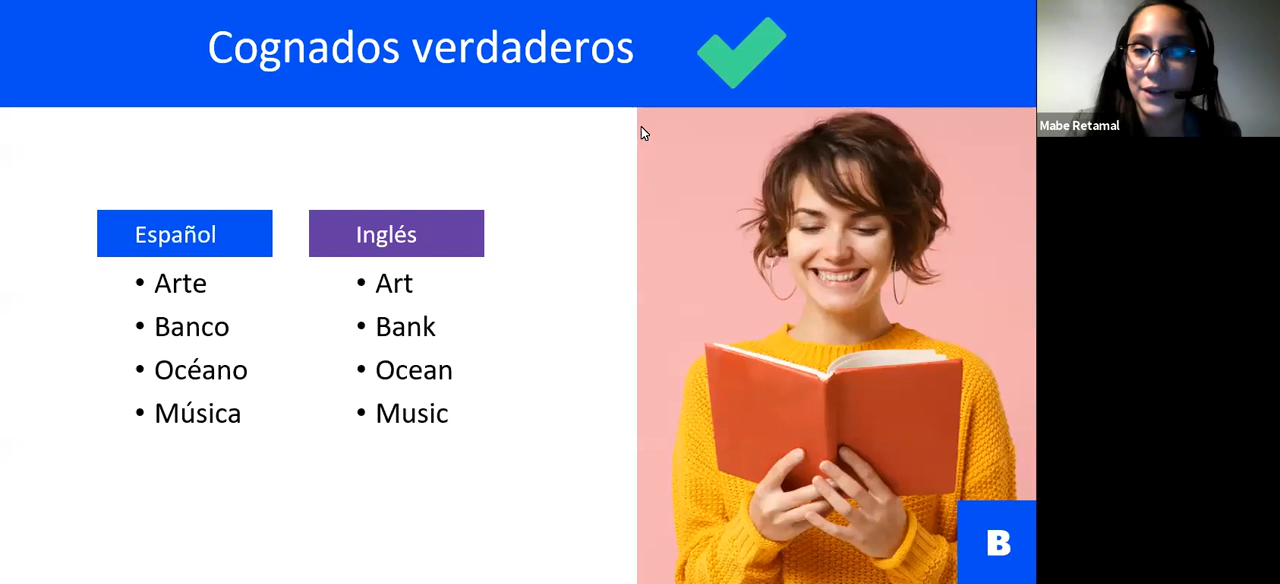 Cognados verdaderos
Mabe Retamal
Español
Inglés
• Arte
• Banco
• Océano
• Música
• Art
• Bank
• Ocean
• Music
B